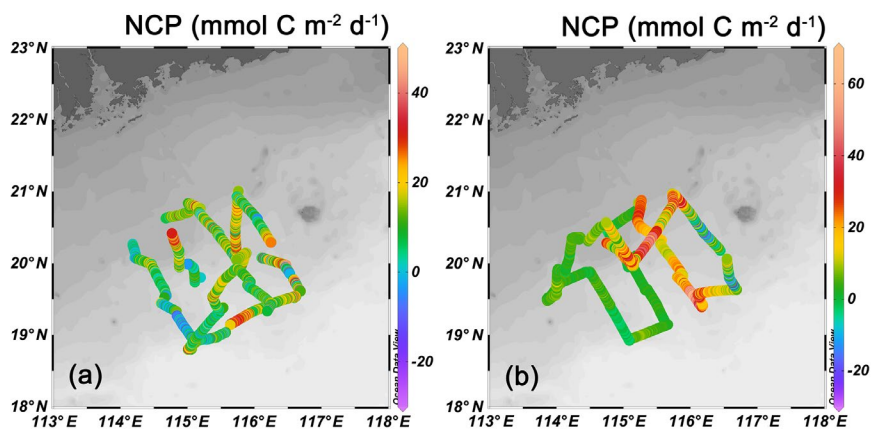 NCP (mmol C m⁻² d⁻¹)
23°N
22°N
21°N
20°N
19°N
18°N
113°E 114°E 115°E 116°E 117°E 118°E
40
20
0
-20
Ocean Data View
(a)
NCP (mmol C m⁻² d⁻¹)
23°N
22°N
21°N
20°N
19°N
18°N
113°E 114°E 115°E 116°E 117°E 118°E
60
40
20
0
-20
Ocean Data View
(b)